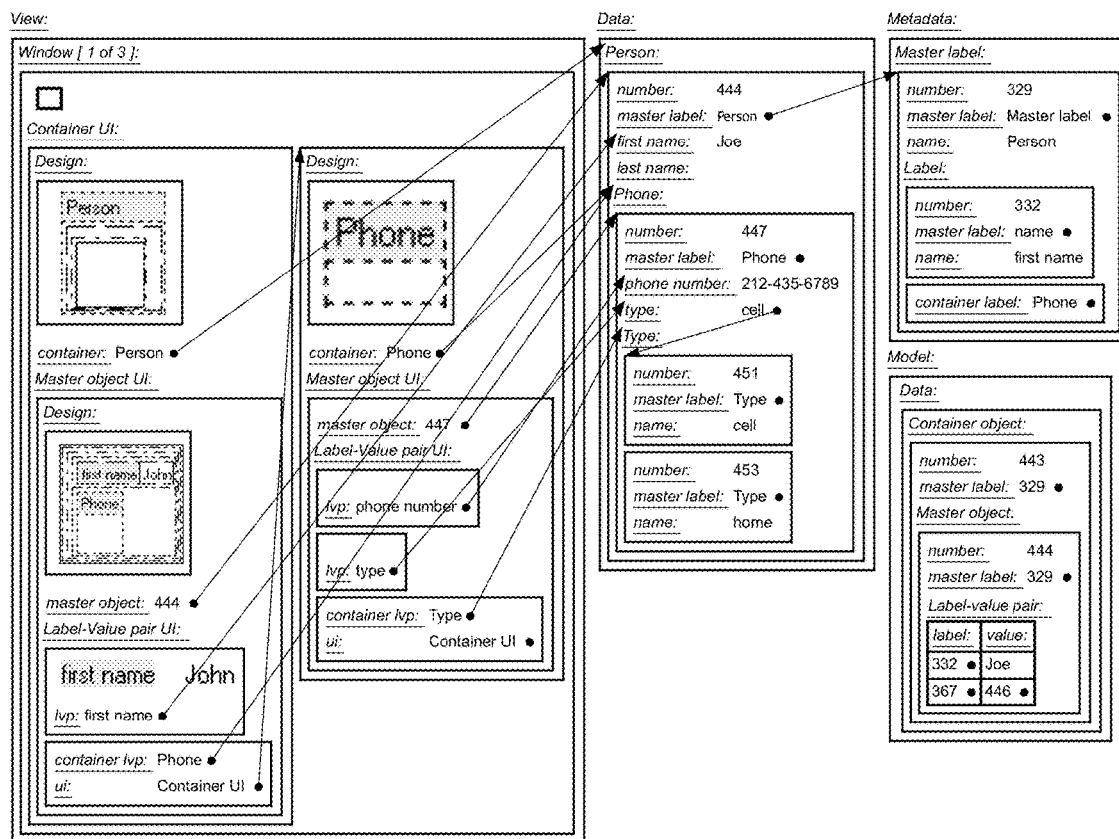 View:
Window [ 1 of 3 ]:
Container UI:
Design:
Person
container: Person
Master object UI:
Design:
first name John
Phone
master object: 444
Label-Value pair UI:
first name John
lvp: first name
container lvp: Phone
ui: Container UI
Design:
Phone
container: Phone
Master object UI:
master object: 447
Label-Value pair UI:
lvp: phone number
lvp: type
container lvp: Type
ui: Container UI
Data:
Person:
number: 444
master label: Person
first name: Joe
last name:
Phone:
number: 447
master label: Phone
phone number: 212-435-6789
type: cell
Type:
number: 451
master label: Type
name: cell
number: 453
master label: Type
name: home
Metadata:
Master label:
number: 329
master label: Master label
name: Person
Label:
number: 332
master label: name
name: first name
container label: Phone
Model:
Data:
Container object:
number: 443
master label: 329
Master object:
number: 444
master label: 329
Label-value pair:
label: value:
332 Joe
367 446